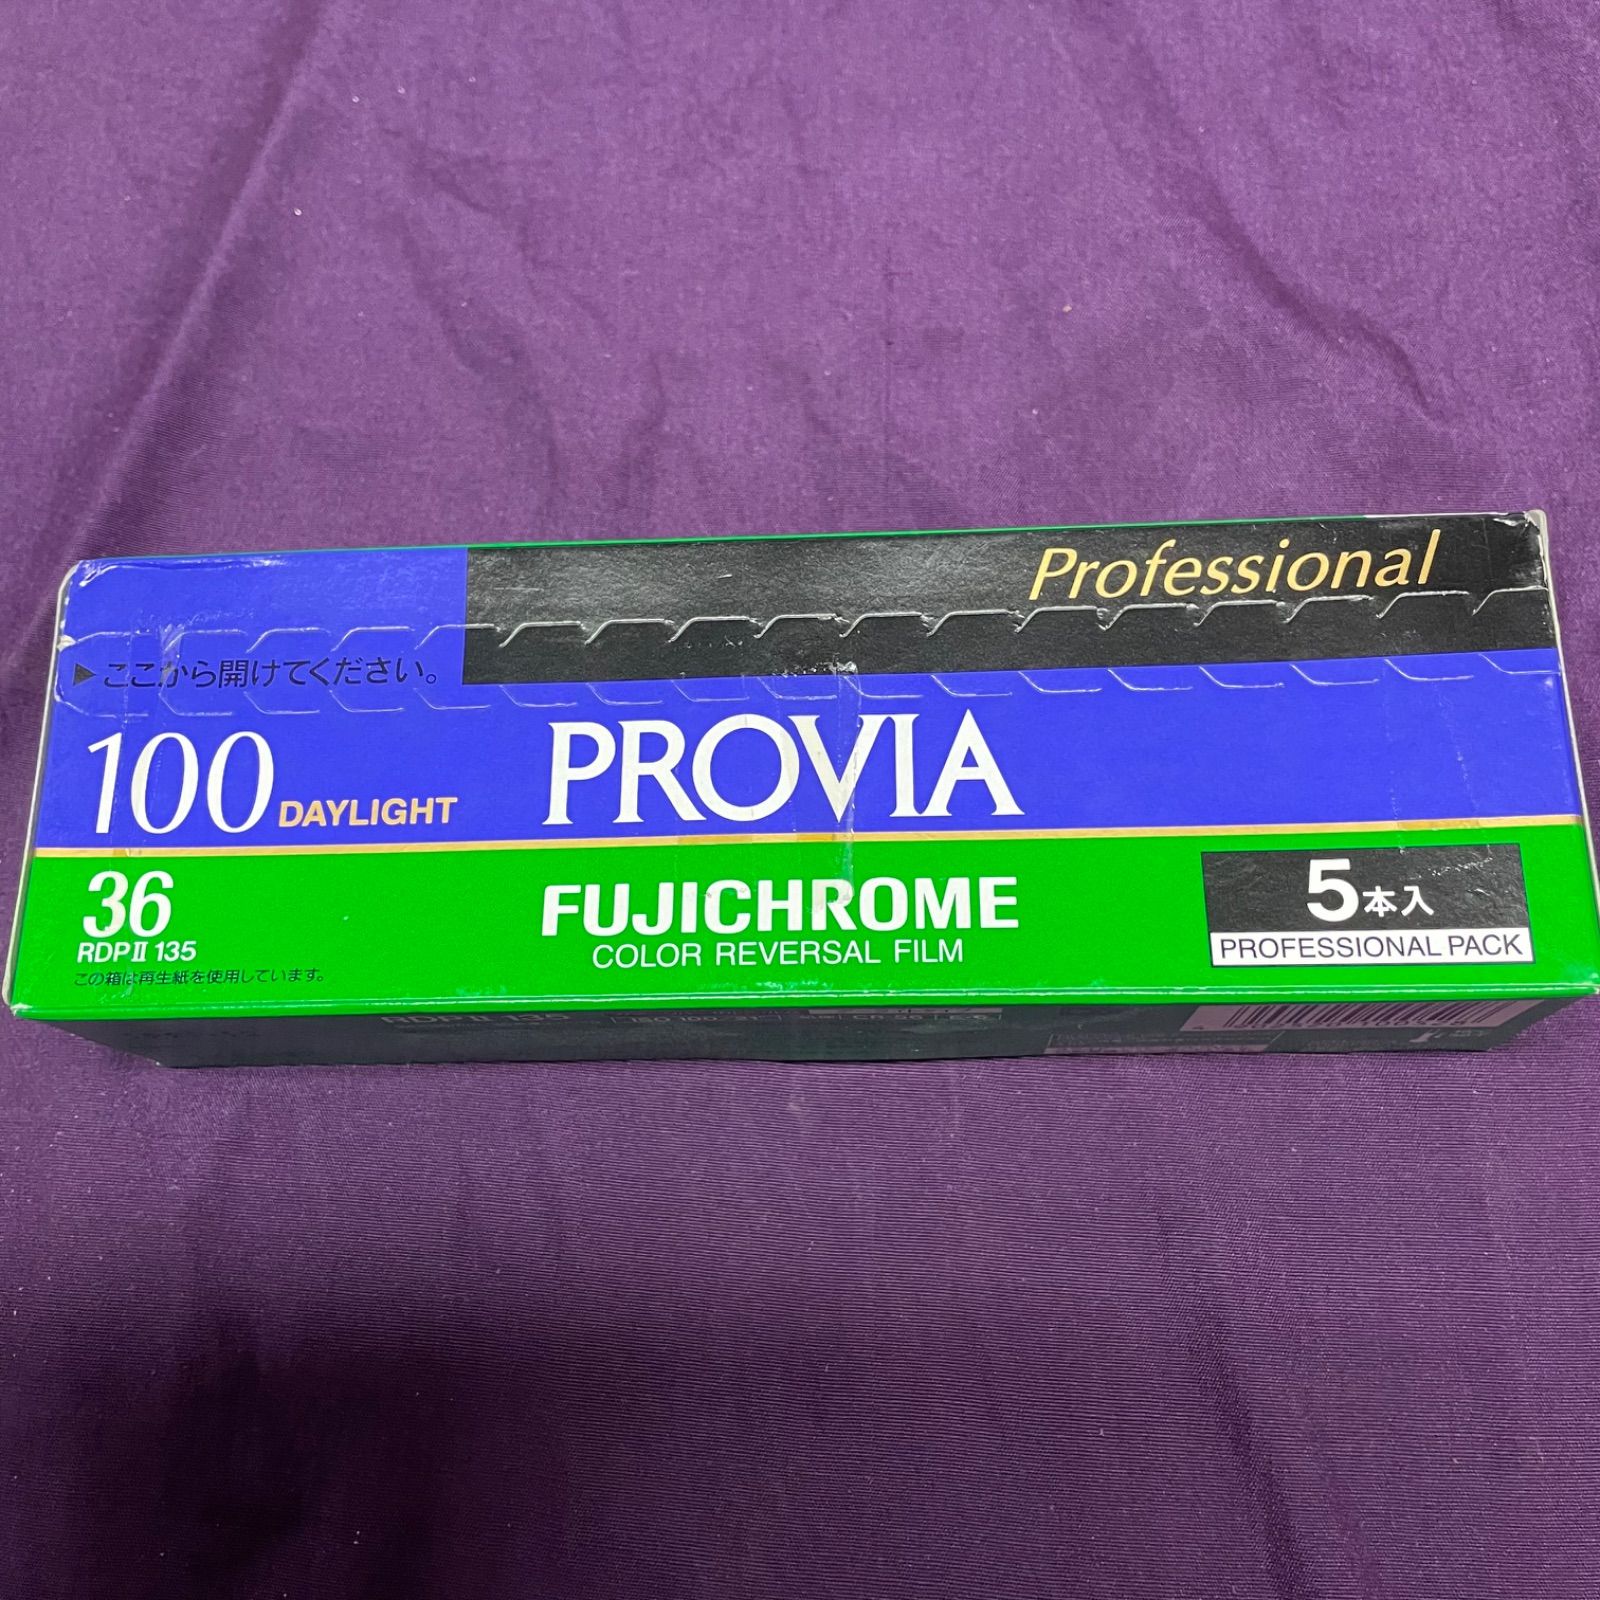 Professional
▶ここから開けてください。
100 DAYLIGHT
PROVIA
36
RDPⅡ 135
FUJICHROME
COLOR REVERSAL FILM
5本入
PROFESSIONAL PACK
この箱は再生紙を使用しています。
RDPⅡ 135